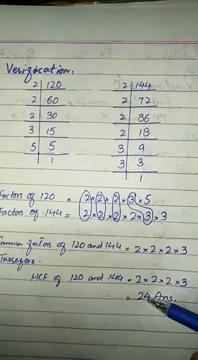 Verification:
2 | 120   2 | 144
2 | 60   2 | 72
2 | 30   2 | 36
3 | 15   2 | 18
5 | 5   3 | 9
1   3 | 3
1
Factors of 120 = 2×2×2×3×5
Factors of 144 = 2×2×2×2×3×3
Common factors of 120 and 144 = 2×2×2×3
Therefore
HCF of 120 and 144 = 2×2×2×3
= 24 Ans.